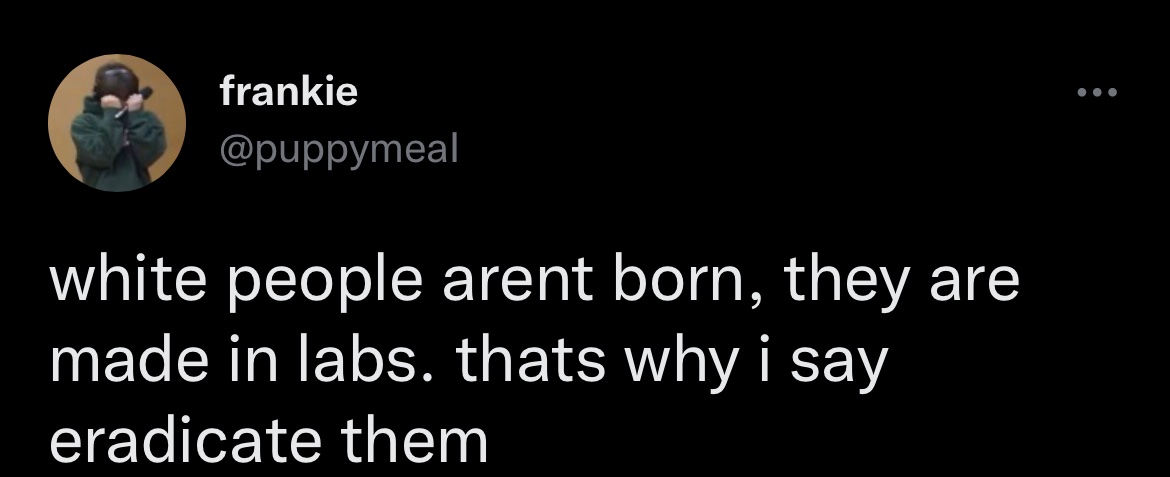 frankie
@puppymeal
white people arent born, they are
made in labs. thats why i say
eradicate them